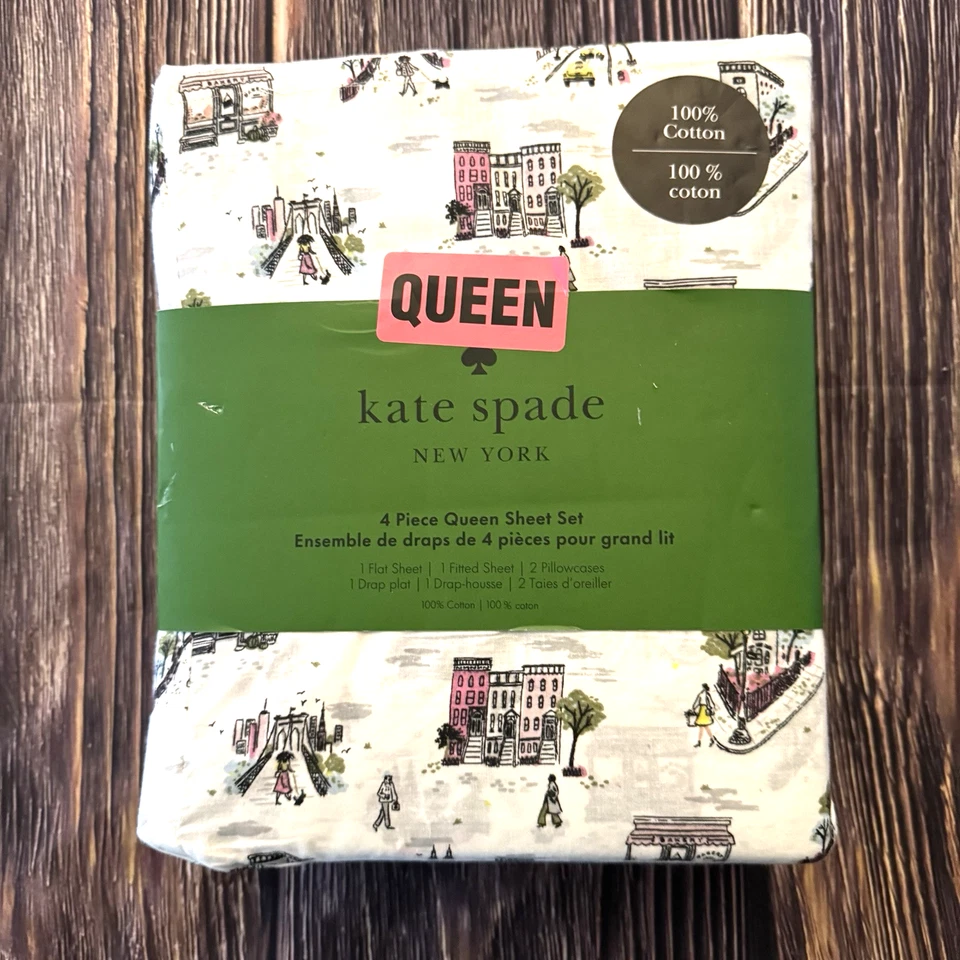 BAKERY
100%
Cotton
100 %
coton
QUEEN
kate spade
NEW YORK
4 Piece Queen Sheet Set
Ensemble de draps de 4 pièces pour grand lit
1 Flat Sheet | 1 Fitted Sheet | 2 Pillowcases
1 Drap plat | 1 Drap-housse | 2 Taies d'oreiller
100% Cotton | 100 % coton